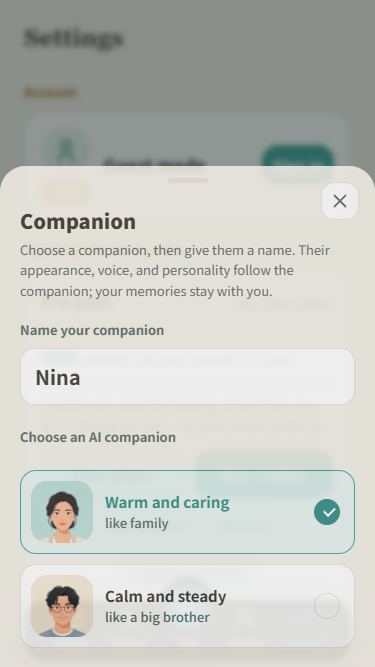 Settings
Account
Guest mode
Companion
Choose a companion, then give them a name. Their
appearance, voice, and personality follow the
companion; your memories stay with you.
Name your companion
Nina
Choose an AI companion
Warm and caring
like family
Calm and steady
like a big brother